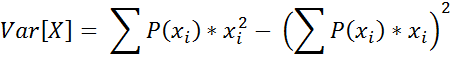 Var[X] = ∑ P(xᵢ) * xᵢ² − (∑ P(xᵢ) * xᵢ)²